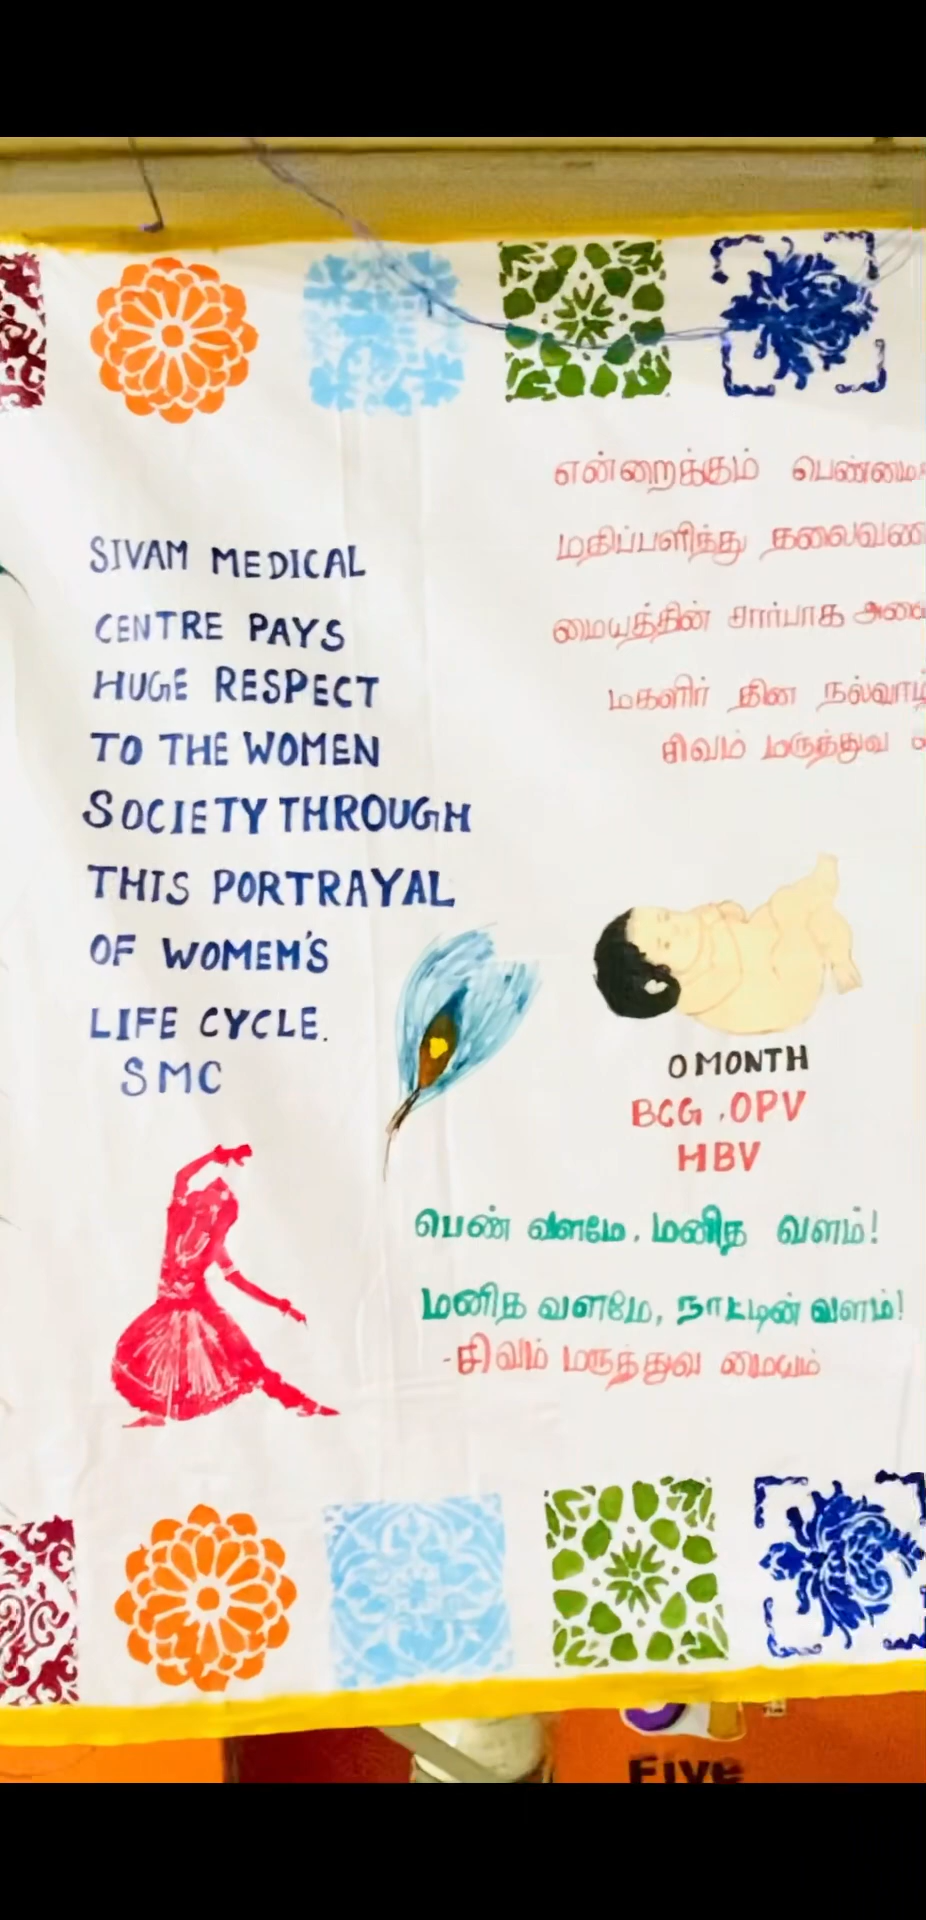 SIVAM MEDICAL
CENTRE PAYS
HUGE RESPECT
TO THE WOMEN
SOCIETY THROUGH
THIS PORTRAYAL
OF WOMEN'S
LIFE CYCLE.
SMC
என்றைக்கும்
மதிப்பளித்து
மையத்தின் சார்பாக
மகளிர் தின
சிவம் மருத்துவ
0 MONTH
BCG , OPV
HBV
பெண் வளமே, மனித வளம்!
மனித வளமே, நாட்டின் வளம்!
- சிவம் மருத்துவ மையம்
Five